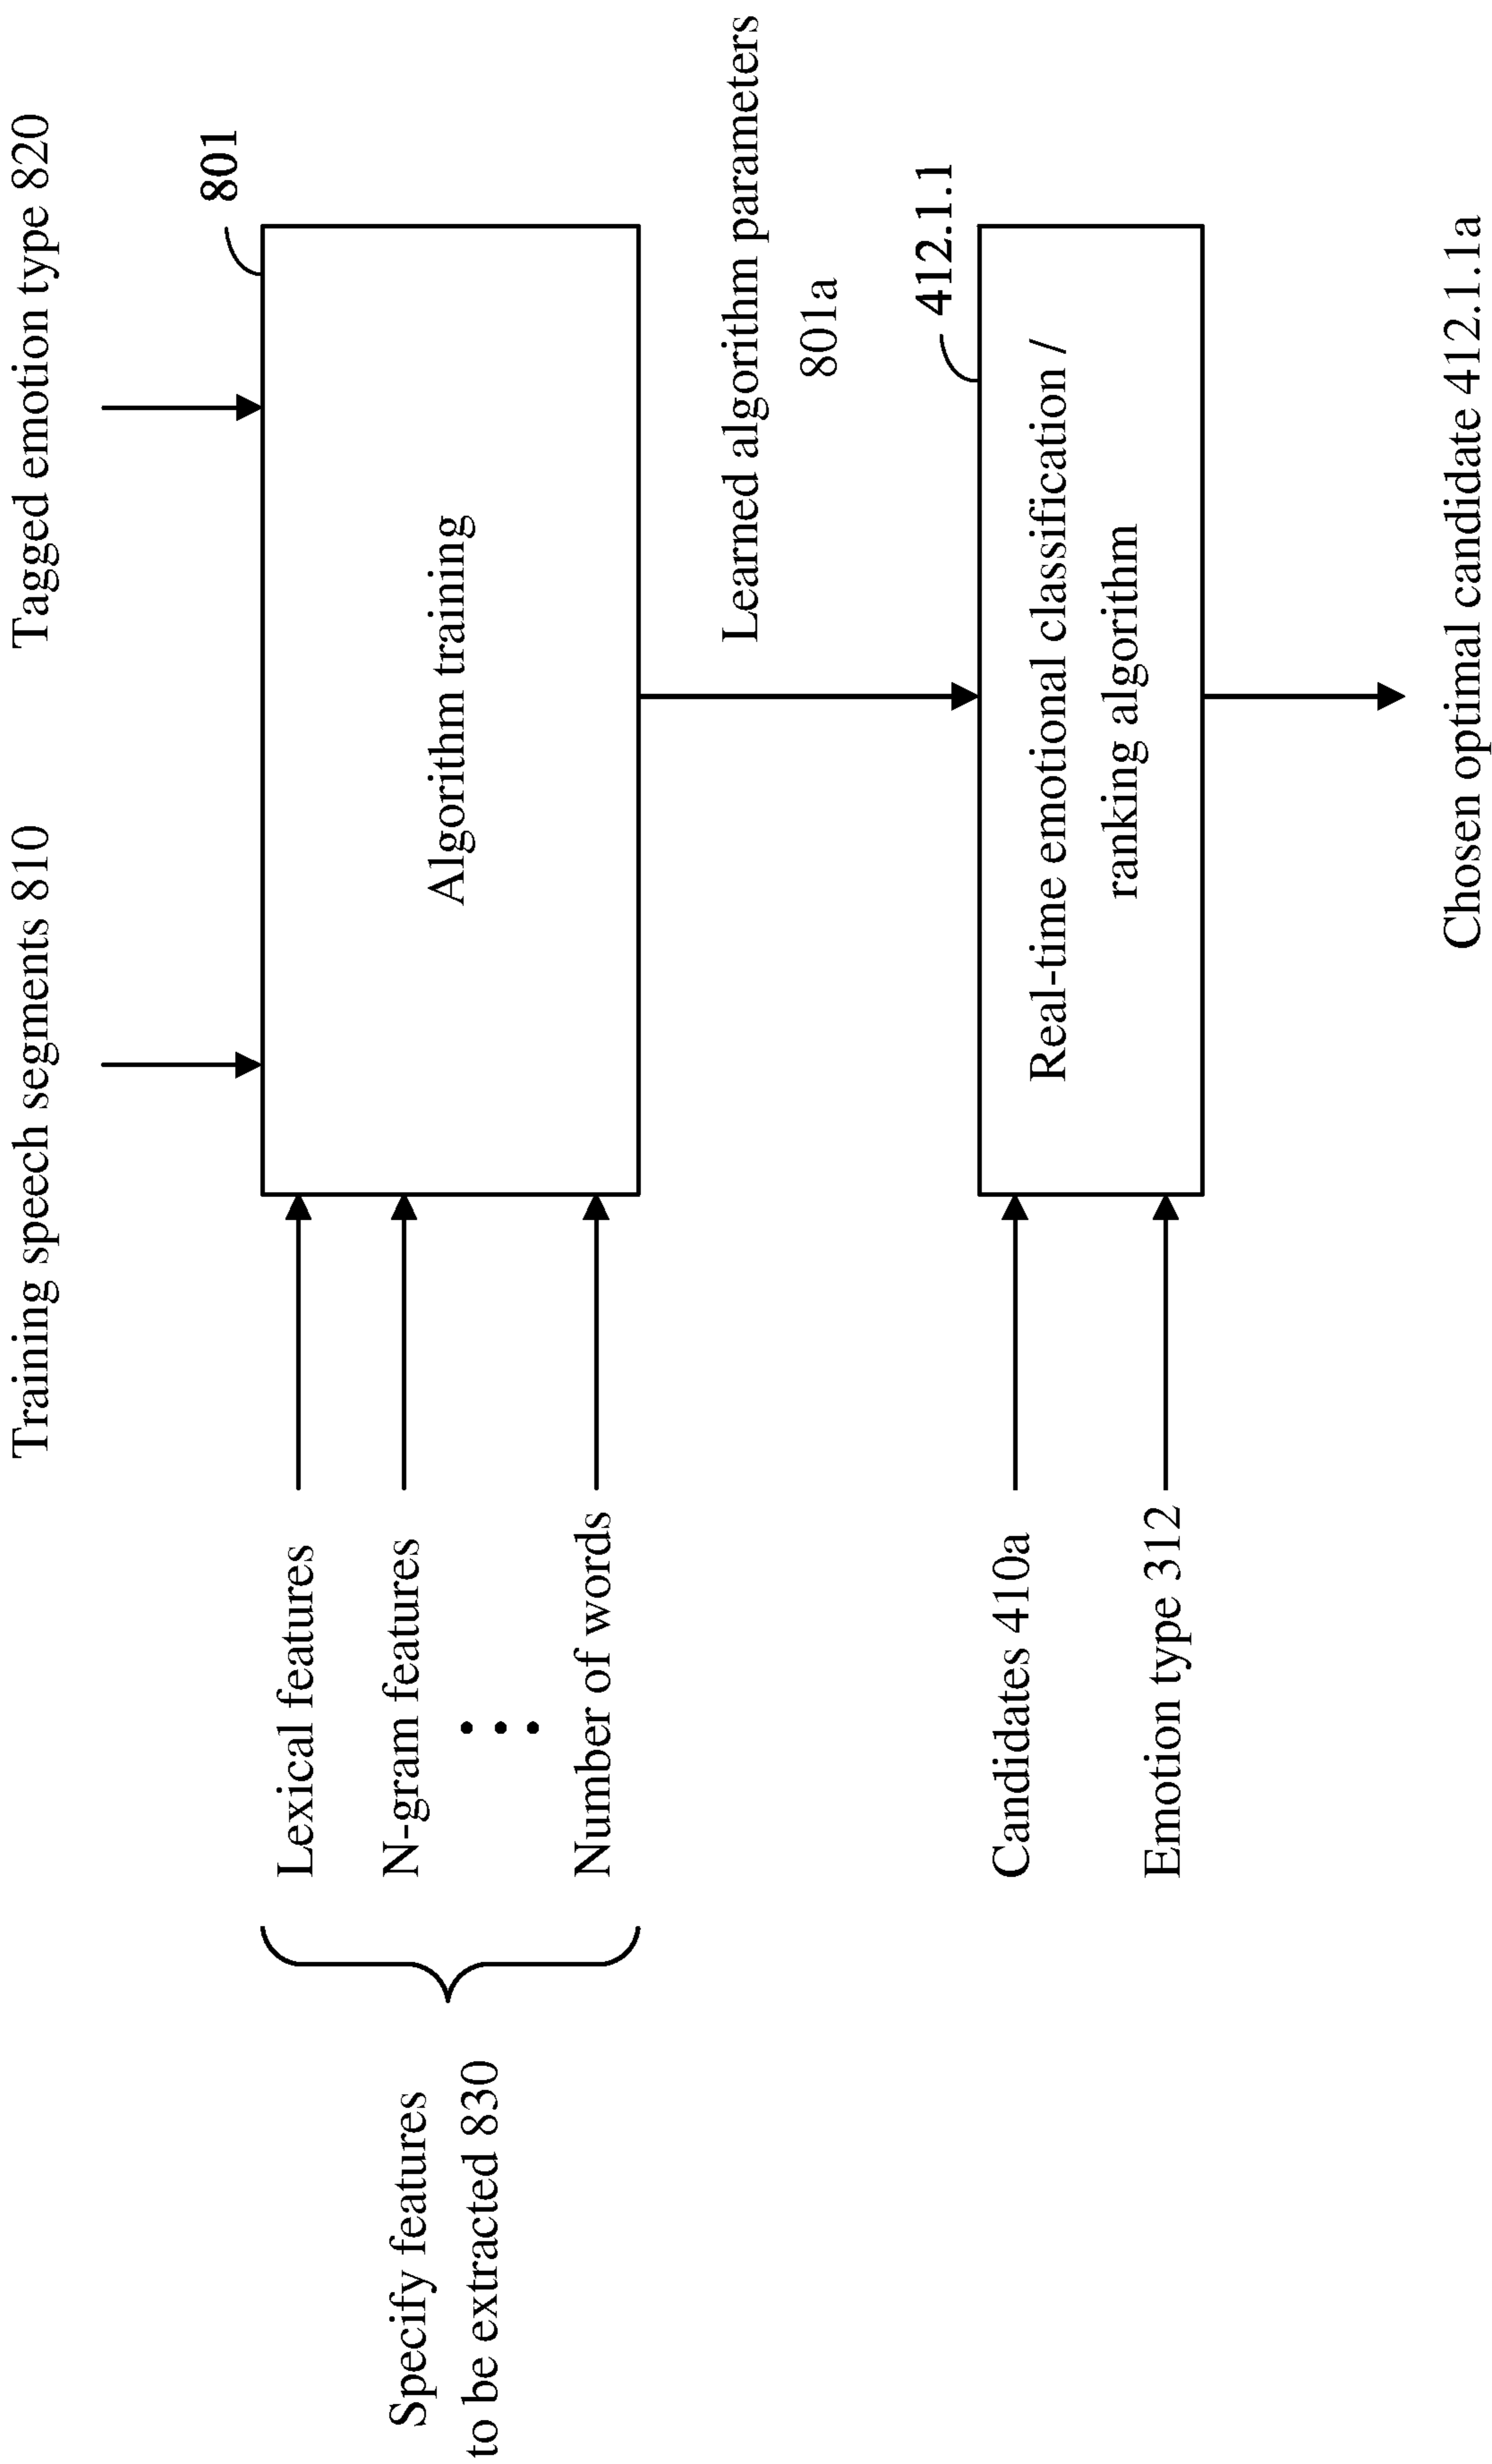 Training speech segments 810
Tagged emotion type 820
801
Specify features
to be extracted 830
Lexical features
N-gram features
Number of words
Algorithm training
Learned algorithm parameters
801a
412.1.1
Candidates 410a
Emotion type 312
Real-time emotional classification /
ranking algorithm
Chosen optimal candidate 412.1.1a